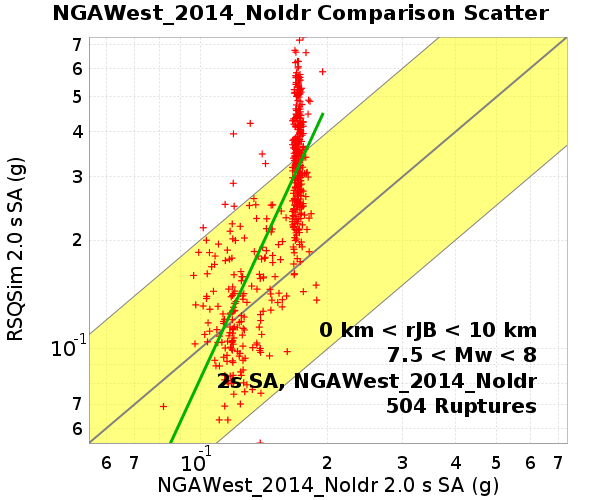 NGAWest_2014_NoIdr Comparison Scatter
7
6
5
4
3
2
10-1
7
6
RSQSim 2.0 s SA (g)
0 km < rJB < 10 km
7.5 < Mw < 8
2s SA, NGAWest_2014_NoIdr
504 Ruptures
6 7 10-1 2 3 4 5 6 7
NGAWest_2014_NoIdr 2.0 s SA (g)